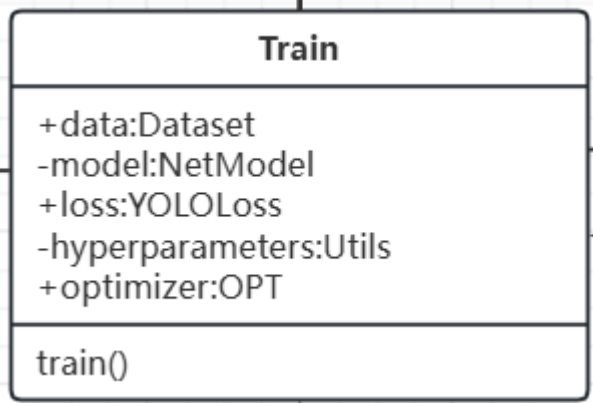 Train
+data:Dataset
-model:NetModel
+loss:YOLOLoss
-hyperparameters:Utils
+optimizer:OPT
train()